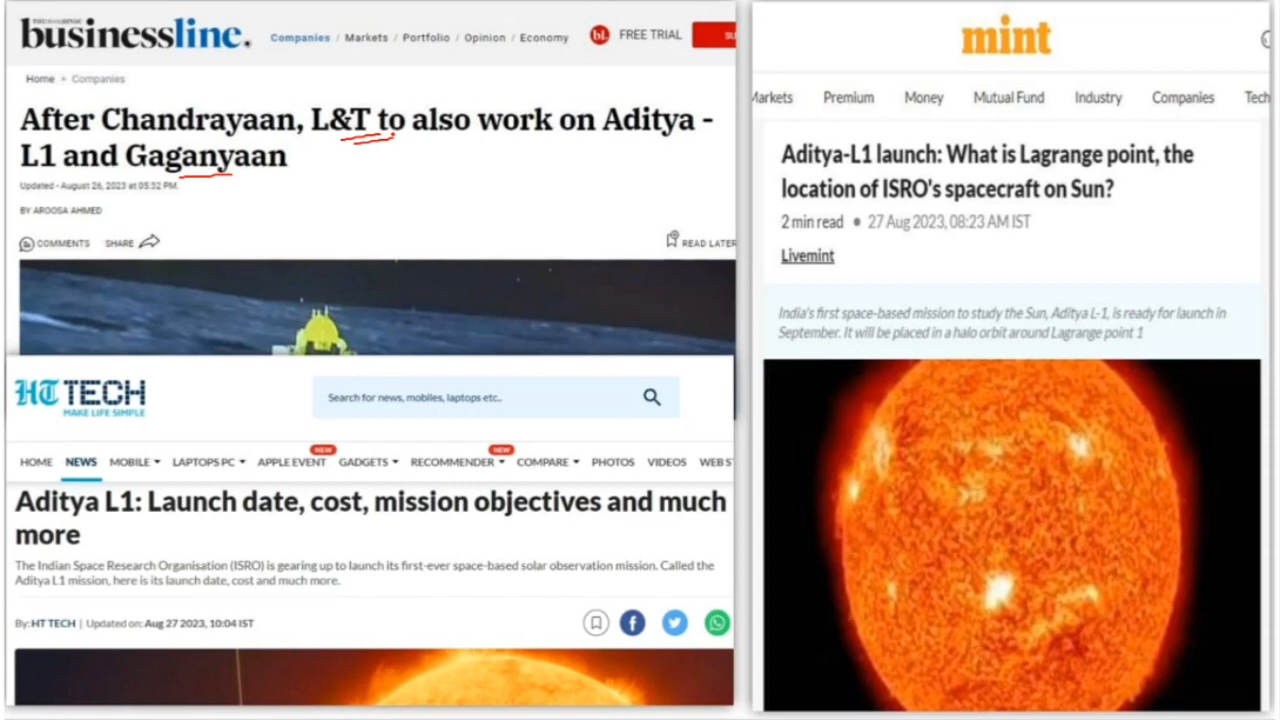 THE HINDU
businessline.
Companies / Markets / Portfolio / Opinion / Economy
bl.
FREE TRIAL
SU
Home > Companies
After Chandrayaan, L&T to also work on Aditya -
L1 and Gaganyaan
Updated - August 26, 2023 at 05:32 PM.
BY AROOSA AHMED
COMMENTS SHARE
READ LATER
HT TECH
MAKE LIFE SIMPLE
Search for news, mobiles, laptops etc..
NEW NEW
HOME NEWS MOBILE LAPTOPS PC APPLE EVENT GADGETS RECOMMENDER COMPARE PHOTOS VIDEOS WEB S
Aditya L1: Launch date, cost, mission objectives and much
more
The Indian Space Research Organisation (ISRO) is gearing up to launch its first-ever space-based solar observation mission. Called the
Aditya L1 mission, here is its launch date, cost and much more.
By: HT TECH | Updated on: Aug 27 2023, 10:04 IST
mint
Markets Premium Money Mutual Fund Industry Companies Tech
Aditya-L1 launch: What is Lagrange point, the
location of ISRO's spacecraft on Sun?
2 min read • 27 Aug 2023, 08:23 AM IST
Livemint
India's first space-based mission to study the Sun, Aditya L-1, is ready for launch in
September. It will be placed in a halo orbit around Lagrange point 1